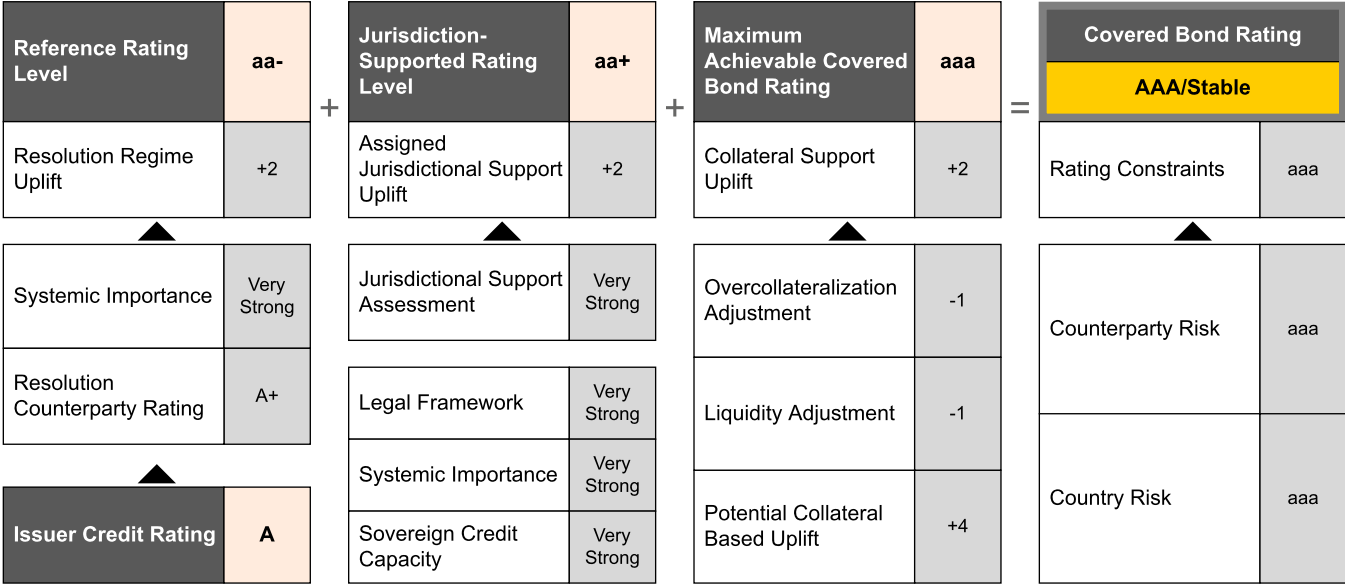 Reference Rating
Level
aa-
Resolution Regime
Uplift
+2
Systemic Importance
Very
Strong
Resolution
Counterparty Rating
A+
Issuer Credit Rating
A
+
Jurisdiction-
Supported Rating
Level
aa+
Assigned
Jurisdictional Support
Uplift
+2
Jurisdictional Support
Assessment
Very
Strong
Legal Framework
Very
Strong
Systemic Importance
Very
Strong
Sovereign Credit
Capacity
Very
Strong
+
Maximum
Achievable Covered
Bond Rating
aaa
Collateral Support
Uplift
+2
Overcollateralization
Adjustment
-1
Liquidity Adjustment
-1
Potential Collateral
Based Uplift
+4
=
Covered Bond Rating
AAA/Stable
Rating Constraints
aaa
Counterparty Risk
aaa
Country Risk
aaa